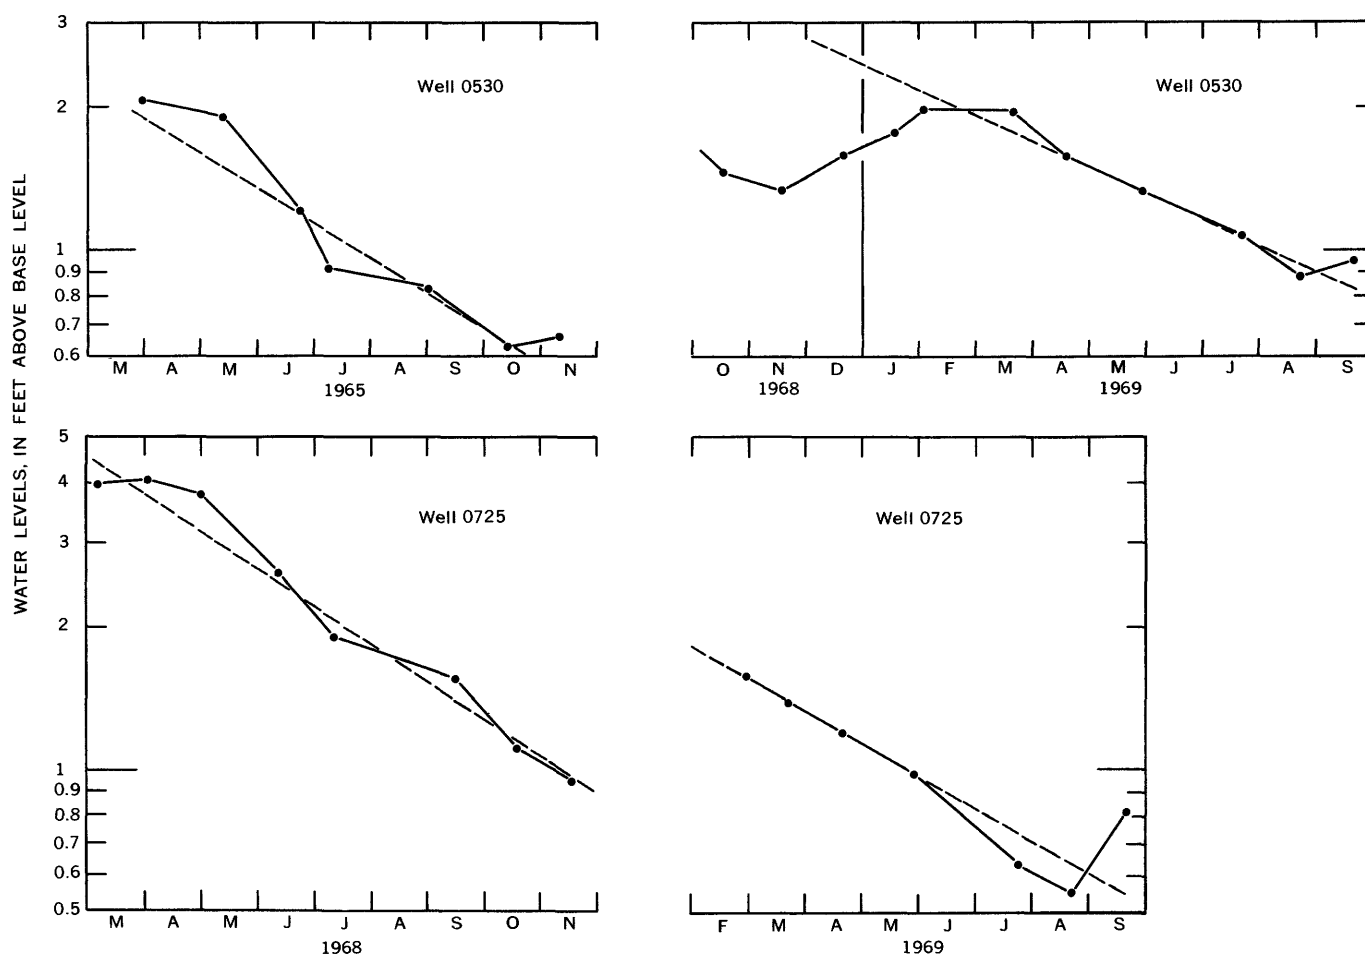 WATER LEVELS, IN FEET ABOVE BASE LEVEL
3
2
1
0.9
0.8
0.7
0.6
Well 0530
M A M J J A S O N
1965
Well 0530
O N D J F M A M J J A S
1968 1969
5
4
3
2
1
0.9
0.8
0.7
0.6
0.5
Well 0725
M A M J J A S O N
1968
Well 0725
F M A M J J A S
1969